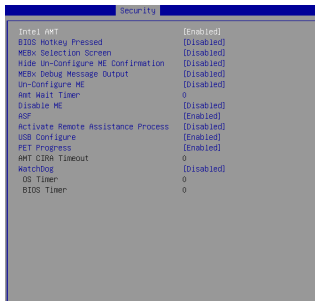 Security
Intel AMT [Enabled]
BIOS Hotkey Pressed [Disabled]
MEBx Selection Screen [Disabled]
Hide Un-Configure ME Confirmation [Disabled]
MEBx Debug Message Output [Disabled]
Un-Configure ME [Disabled]
Amt Wait Timer 0
Disable ME [Disabled]
ASF [Enabled]
Activate Remote Assistance Process [Disabled]
USB Configure [Enabled]
PET Progress [Enabled]
AMT CIRA Timeout 0
WatchDog [Disabled]
OS Timer 0
BIOS Timer 0